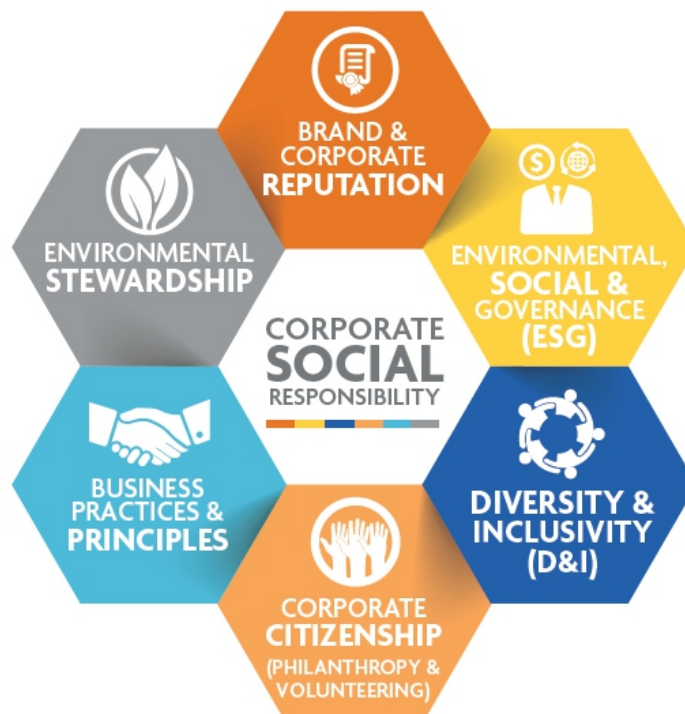 BRAND &
CORPORATE
REPUTATION
$
ENVIRONMENTAL,
SOCIAL &
GOVERNANCE
(ESG)
DIVERSITY &
INCLUSIVITY
(D&I)
CORPORATE
CITIZENSHIP
(PHILANTHROPY &
VOLUNTEERING)
BUSINESS
PRACTICES &
PRINCIPLES
ENVIRONMENTAL
STEWARDSHIP
CORPORATE
SOCIAL
RESPONSIBILITY